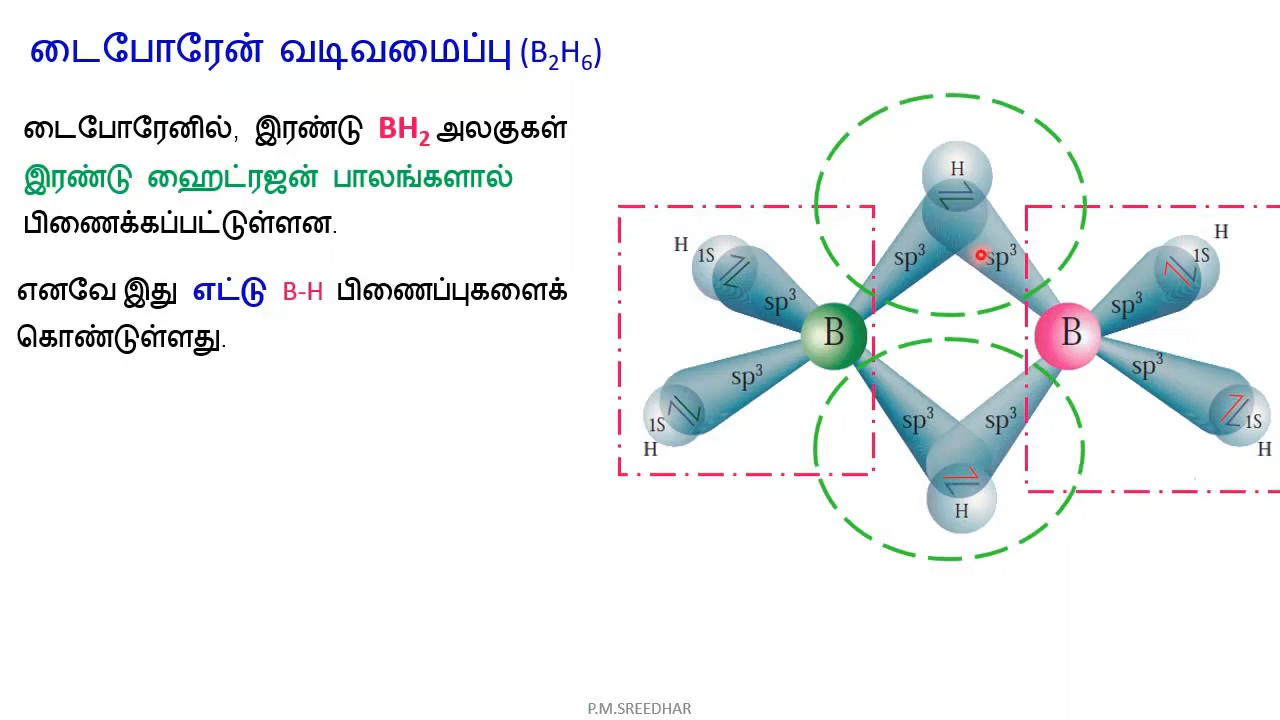 டைபோரேன் வடிவமைப்பு (B₂H₆)
டைபோரேனில், இரண்டு BH₂ அலகுகள்
இரண்டு ஹைட்ரஜன் பாலங்களால்
பிணைக்கப்பட்டுள்ளன.
எனவே இது எட்டு B-H பிணைப்புகளைக்
கொண்டுள்ளது.
H
H 1S
1S H
sp³ sp³
sp³ sp³
B B
sp³ sp³
sp³ sp³
1S 1S
H H
H
P.M.SREEDHAR